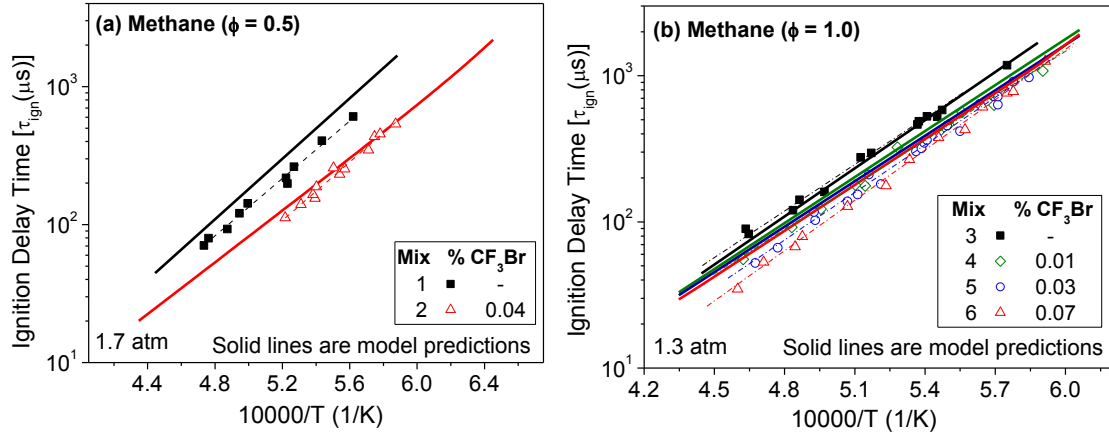 (a) Methane (ϕ = 0.5)
Ignition Delay Time [τign(μs)]
10³
10²
10¹
Mix % CF₃Br
1 -
2 0.04
1.7 atm
Solid lines are model predictions
4.4 4.8 5.2 5.6 6.0 6.4
10000/T (1/K)
(b) Methane (ϕ = 1.0)
Ignition Delay Time [τign(μs)]
10³
10²
10¹
Mix % CF₃Br
3 -
4 0.01
5 0.03
6 0.07
1.3 atm
Solid lines are model predictions
4.2 4.5 4.8 5.1 5.4 5.7 6.0
10000/T (1/K)